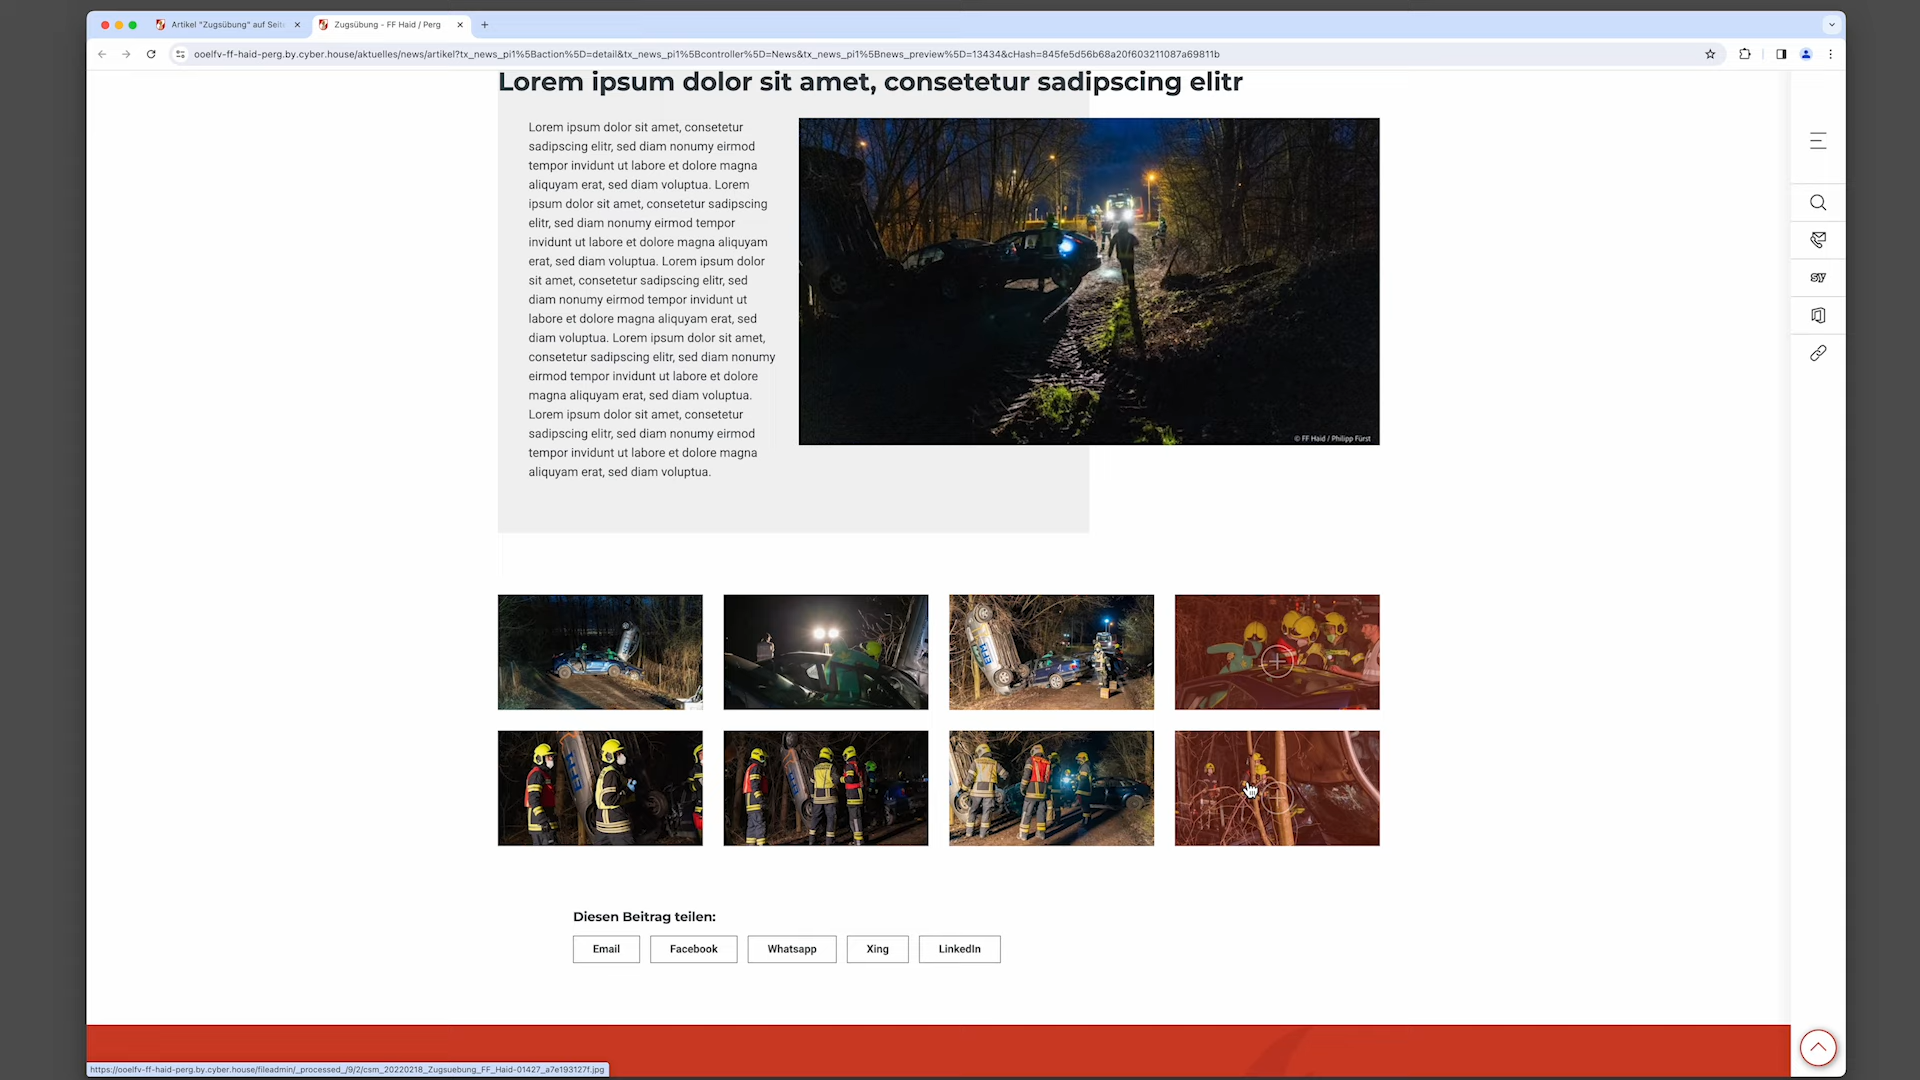 Artikel "Zugsübung" auf Seite
Zugsübung - FF Haid / Perg
ooelfv-ff-haid-perg.by.cyber.house/aktuelles/news/artikel?tx_news_pi1%5Baction%5D=detail&tx_news_pi1%5Bcontroller%5D=News&tx_news_pi1%5Bnews_preview%5D=13434&cHash=845fe5d56b68a20f603211087a69811b
Lorem ipsum dolor sit amet, consetetur sadipscing elitr
Lorem ipsum dolor sit amet, consetetur
sadipscing elitr, sed diam nonumy eirmod
tempor invidunt ut labore et dolore magna
aliquyam erat, sed diam voluptua. Lorem
ipsum dolor sit amet, consetetur sadipscing
elitr, sed diam nonumy eirmod tempor
invidunt ut labore et dolore magna aliquyam
erat, sed diam voluptua. Lorem ipsum dolor
sit amet, consetetur sadipscing elitr, sed
diam nonumy eirmod tempor invidunt ut
labore et dolore magna aliquyam erat, sed
diam voluptua. Lorem ipsum dolor sit amet,
consetetur sadipscing elitr, sed diam nonumy
eirmod tempor invidunt ut labore et dolore
magna aliquyam erat, sed diam voluptua.
Lorem ipsum dolor sit amet, consetetur
sadipscing elitr, sed diam nonumy eirmod
tempor invidunt ut labore et dolore magna
aliquyam erat, sed diam voluptua.
© FF Haid / Philipp Fürst
sy
Diesen Beitrag teilen:
Email
Facebook
Whatsapp
Xing
LinkedIn
https://ooelfv-ff-haid-perg.by.cyber.house/fileadmin/_processed_/9/2/csm_20220218_Zugsuebung_FF_Haid-01427_a7e193127f.jpg